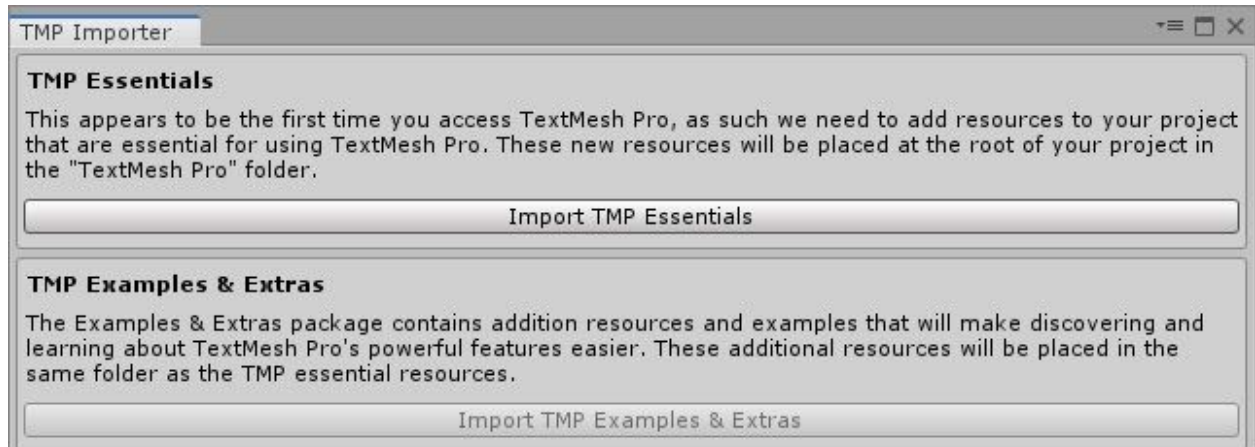 TMP Importer
TMP Essentials
This appears to be the first time you access TextMesh Pro, as such we need to add resources to your project
that are essential for using TextMesh Pro. These new resources will be placed at the root of your project in
the "TextMesh Pro" folder.
Import TMP Essentials
TMP Examples & Extras
The Examples & Extras package contains addition resources and examples that will make discovering and
learning about TextMesh Pro's powerful features easier. These additional resources will be placed in the
same folder as the TMP essential resources.
Import TMP Examples & Extras